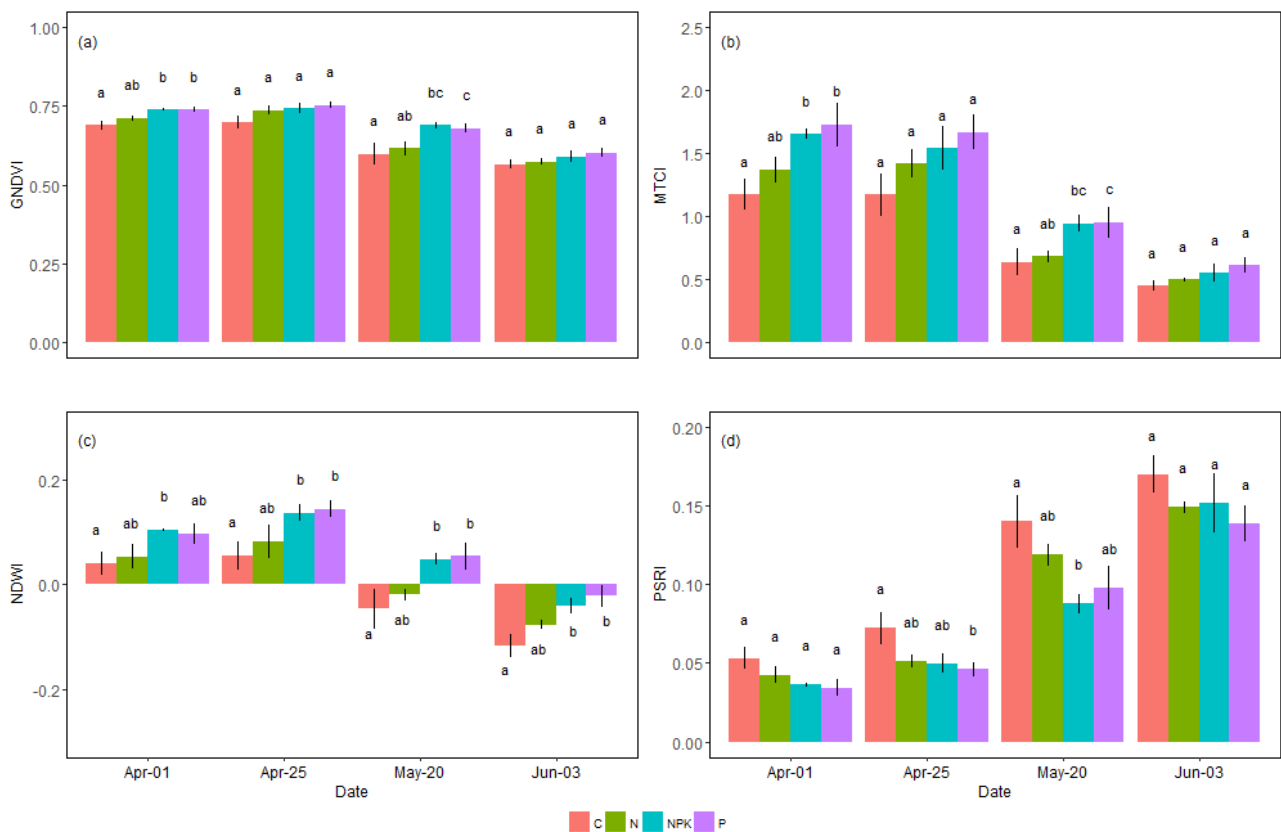 1.00
(a)
a ab b b
a a a a
a ab bc c
a a a a
0.75
0.50
0.25
0.00
GNDVI
2.5
(b)
a ab b b
a a a a
a ab bc c
a a a a
2.0
1.5
1.0
0.5
0.0
MTCI
(c)
0.2
0.0
-0.2
NDWI
a ab b ab
a ab b b
a ab b b
a ab b b
Apr-01 Apr-25 May-20 Jun-03
Date
0.20
(d)
0.15
0.10
0.05
0.00
PSRI
a a a a
a ab ab b
a ab b ab
a a a a
Apr-01 Apr-25 May-20 Jun-03
Date
C N NPK P